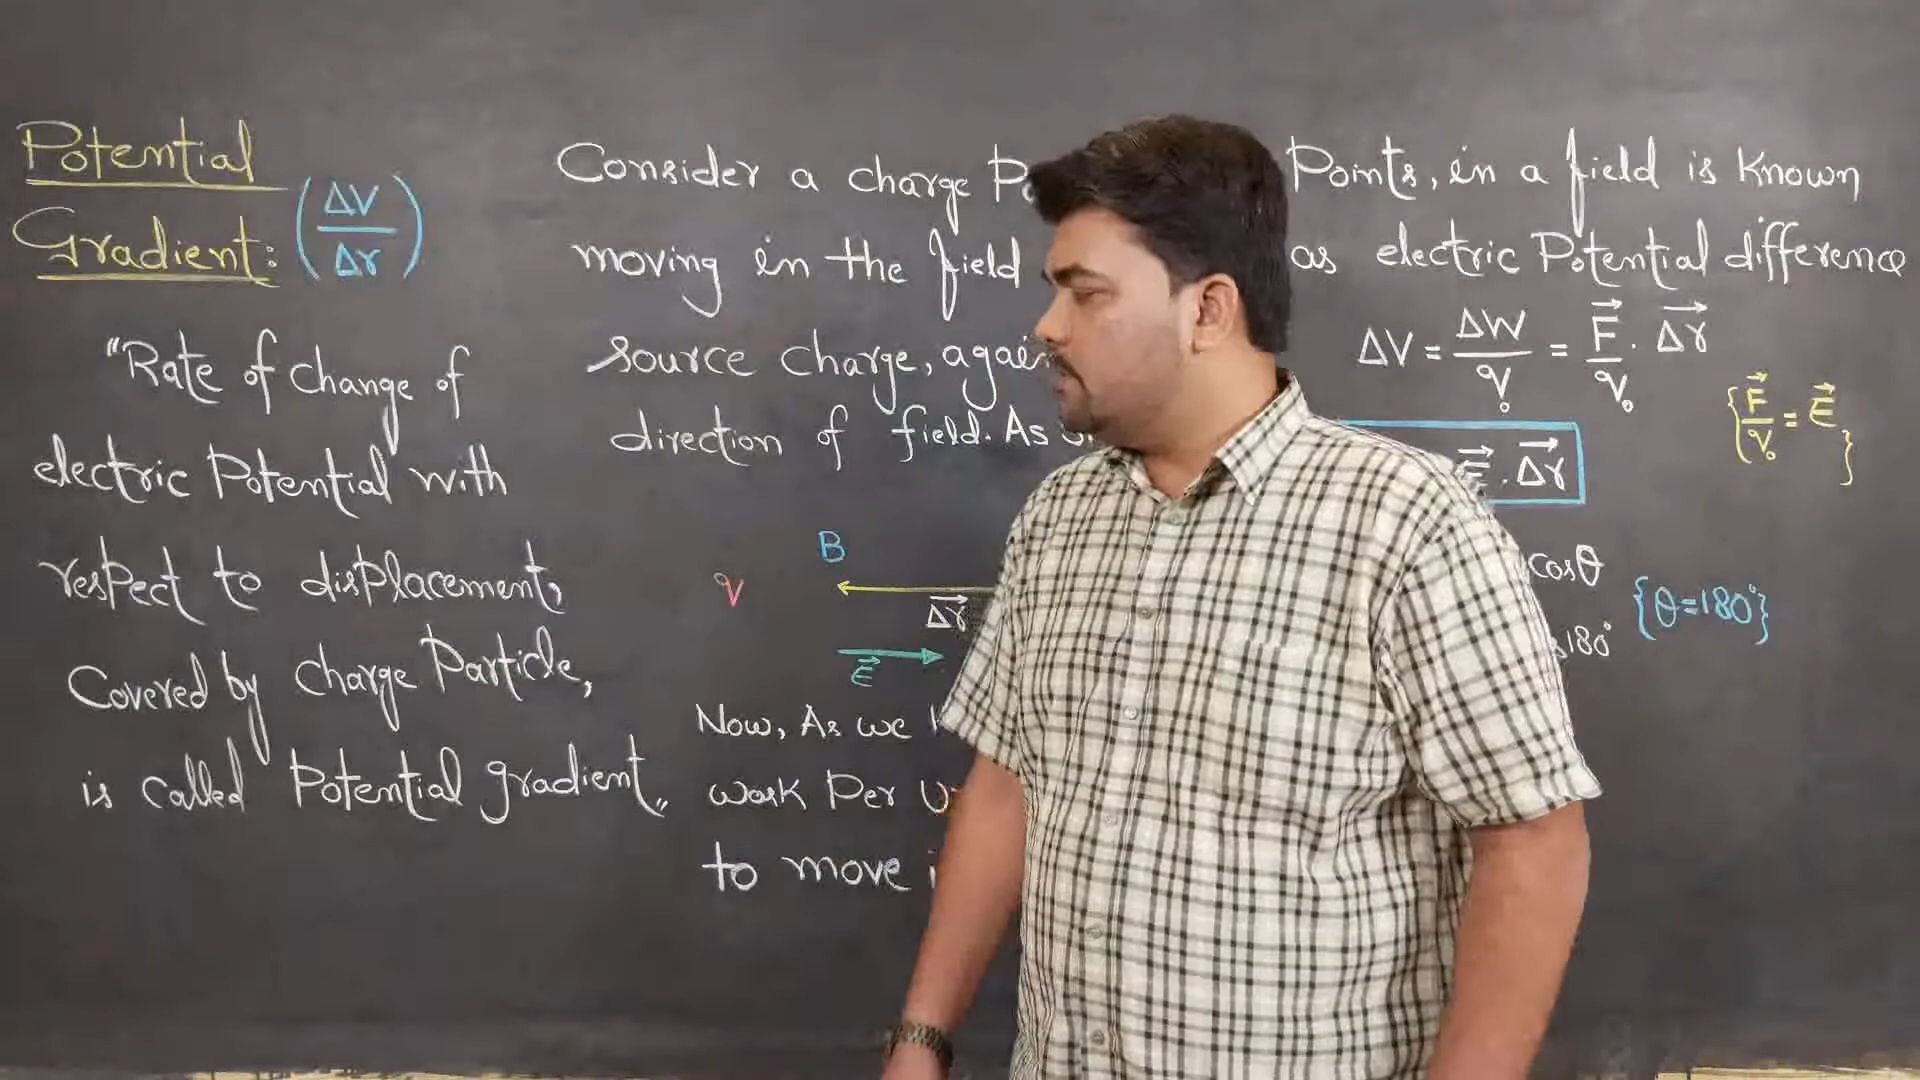 Potential
Gradient: (ΔV/Δr)
"Rate of change of
electric Potential with
respect to displacement,
Covered by charge Particle,
is called Potential gradient"
Consider a charge
moving in the field
source charge,
direction of field. As
B
q
Δr⃗
E⃗
Now, As we
work Per
to move
Points, in a field is known
as electric Potential difference
ΔV = ΔW/q₀ = F⃗/q₀ . Δr⃗
{F⃗/q₀ = E⃗}
E⃗ . Δr⃗
cosθ
{θ=180°}
180°